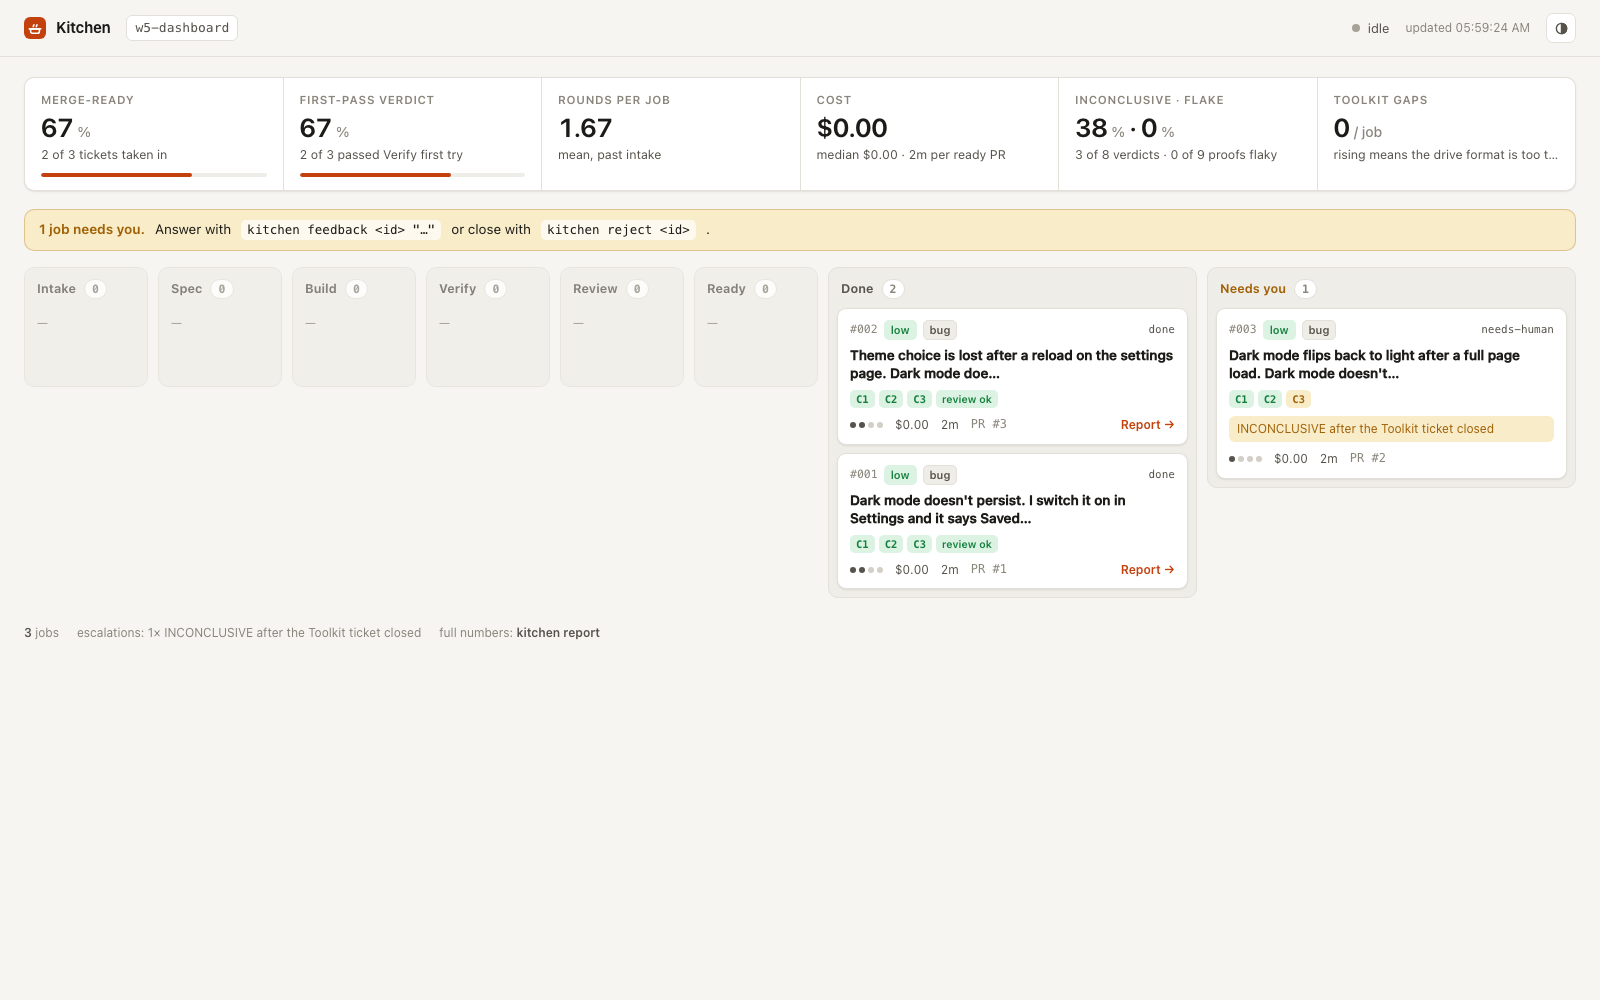 Kitchen
w5-dashboard
idle
updated 05:59:24 AM
MERGE-READY
67 %
2 of 3 tickets taken in
FIRST-PASS VERDICT
67 %
2 of 3 passed Verify first try
ROUNDS PER JOB
1.67
mean, past intake
COST
$0.00
median $0.00 · 2m per ready PR
INCONCLUSIVE · FLAKE
38 % · 0 %
3 of 8 verdicts · 0 of 9 proofs flaky
TOOLKIT GAPS
0 / job
rising means the drive format is too t...
1 job needs you. Answer with kitchen feedback <id> "…" or close with kitchen reject <id> .
Intake 0
—
Spec 0
—
Build 0
—
Verify 0
—
Review 0
—
Ready 0
—
Done 2
#002 low bug done
Theme choice is lost after a reload on the settings
page. Dark mode doe...
C1 C2 C3 review ok
$0.00 2m PR #3 Report →
#001 low bug done
Dark mode doesn't persist. I switch it on in
Settings and it says Saved...
C1 C2 C3 review ok
$0.00 2m PR #1 Report →
Needs you 1
#003 low bug needs-human
Dark mode flips back to light after a full page
load. Dark mode doesn't...
C1 C2 C3
INCONCLUSIVE after the Toolkit ticket closed
$0.00 2m PR #2
3 jobs escalations: 1× INCONCLUSIVE after the Toolkit ticket closed full numbers: kitchen report